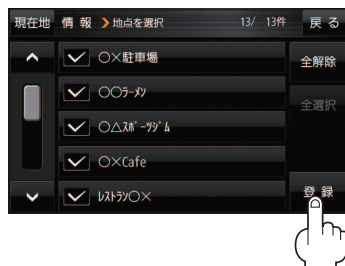 現在地 情報 ❯地点を選択 13/ 13件 戻る
○×駐車場 全解除
○○ﾗｰﾒﾝ
全選択
○△ｽﾎﾟｰﾂｼﾞﾑ
○×Cafe
ﾚｽﾄﾗﾝ○× 登録